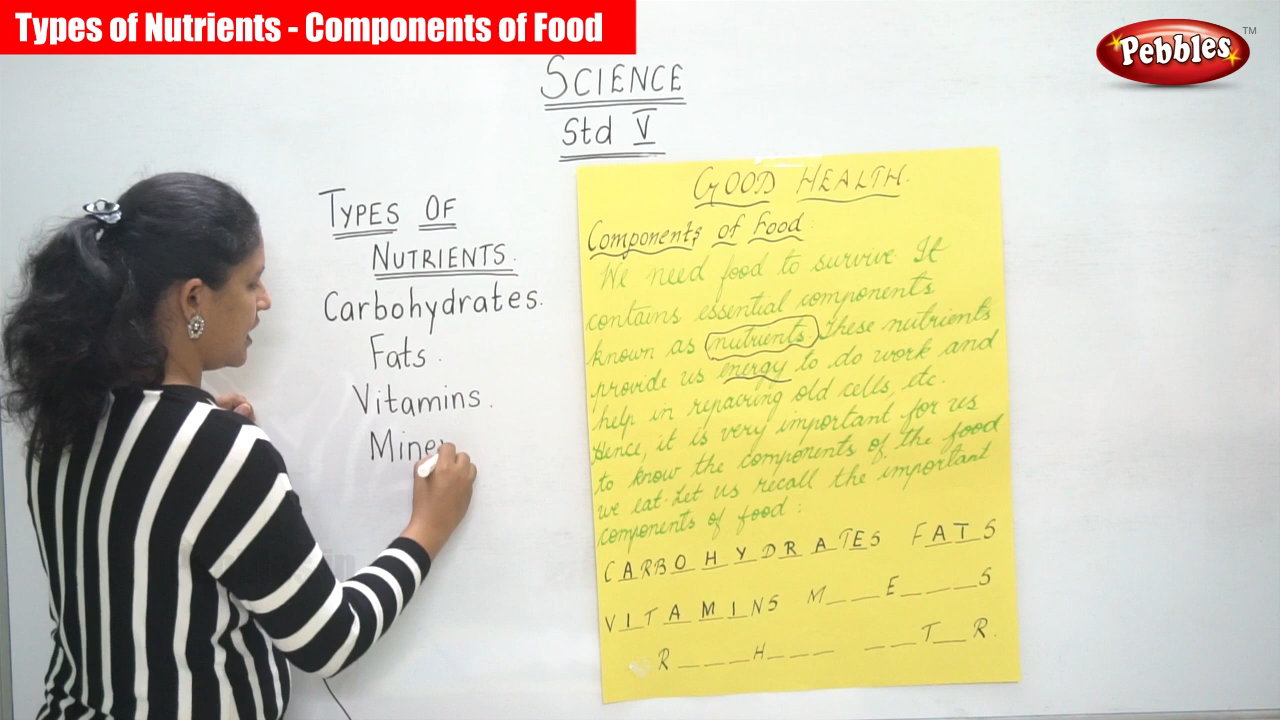 Types of Nutrients - Components of Food
Pebbles TM
SCIENCE
Std V
TYPES OF
NUTRIENTS.
Carbohydrates.
Fats.
Vitamins.
Mine
GOOD HEALTH.
Components of Food:
We need food to survive. It
contains essential components
known as nutrients. These nutrients
provide us energy to do work and
help in repairing old cells, etc.
Hence, it is very important for us
to know the components of the food
we eat. Let us recall the important
components of food:
CARBOHYDRATES FATS
VITAMINS M___E____S
R___H___ __T_R.